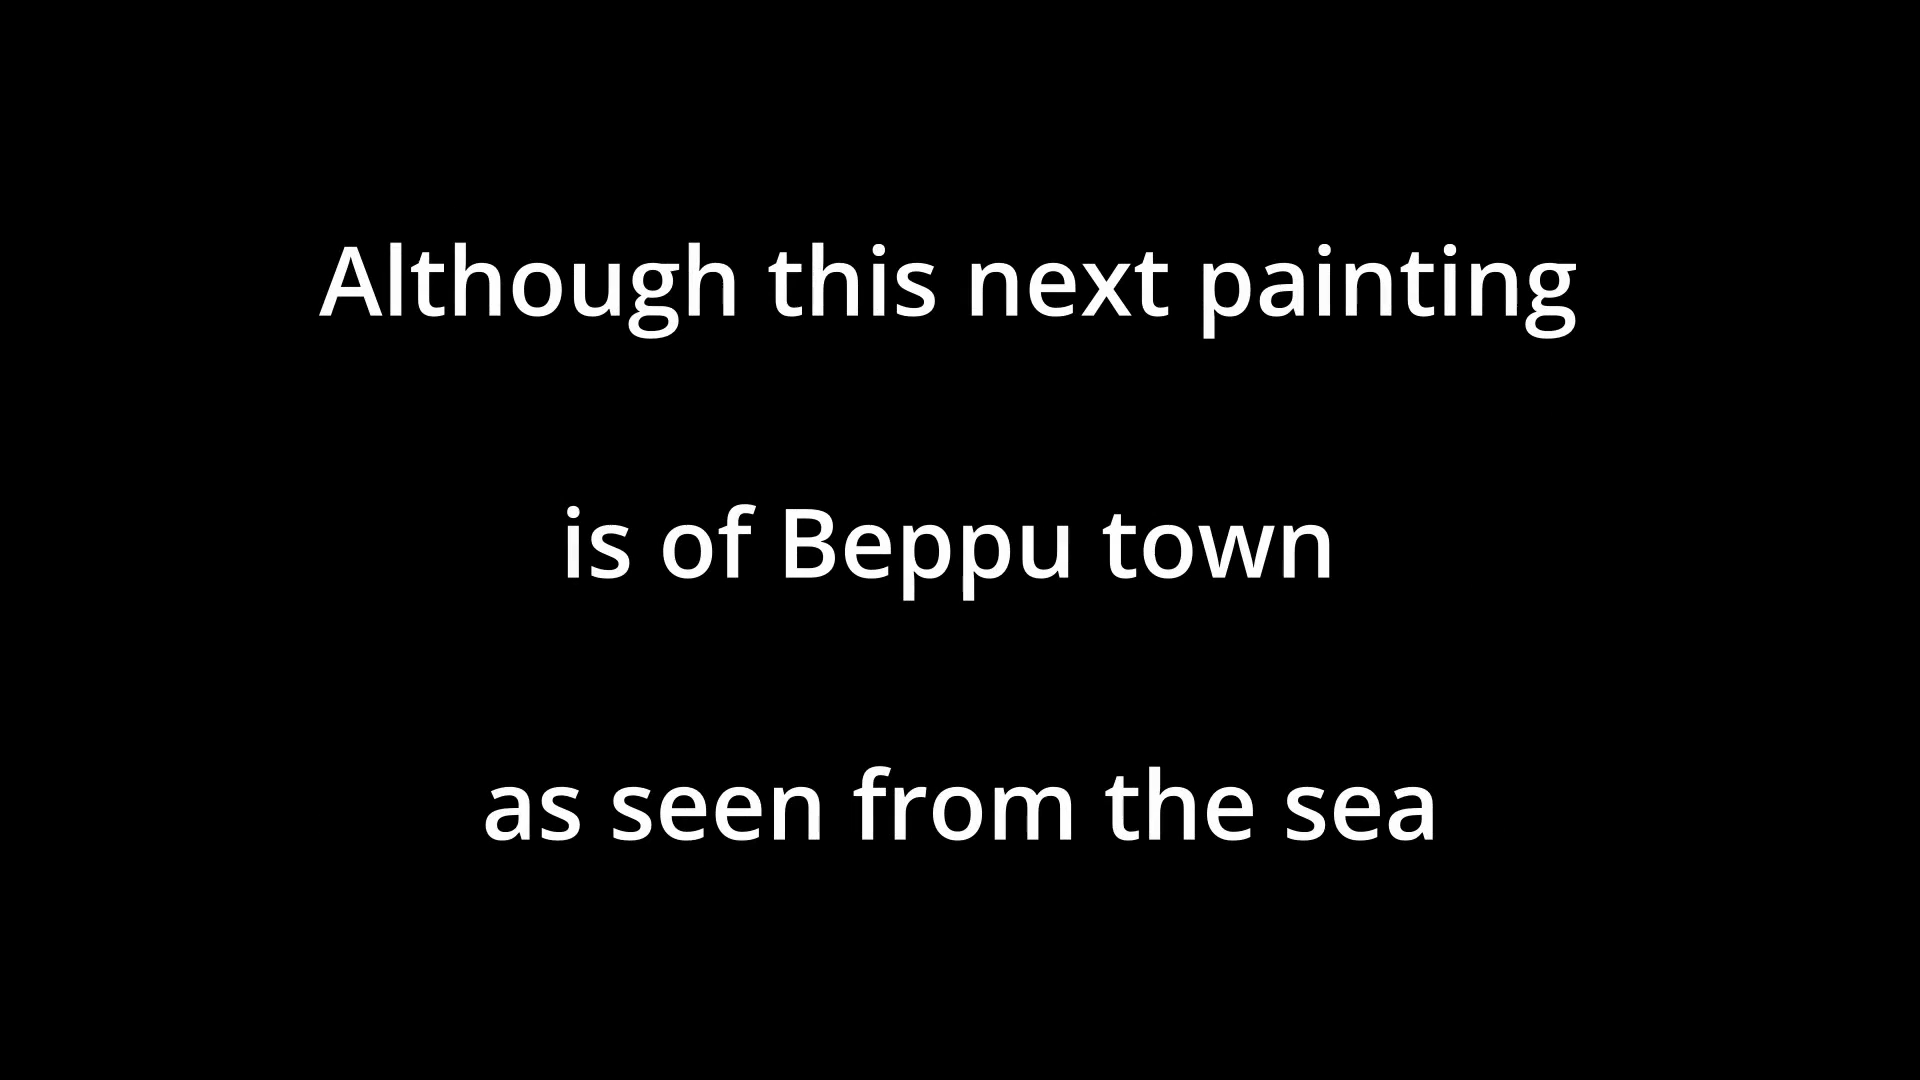 Although this next painting
is of Beppu town
as seen from the sea